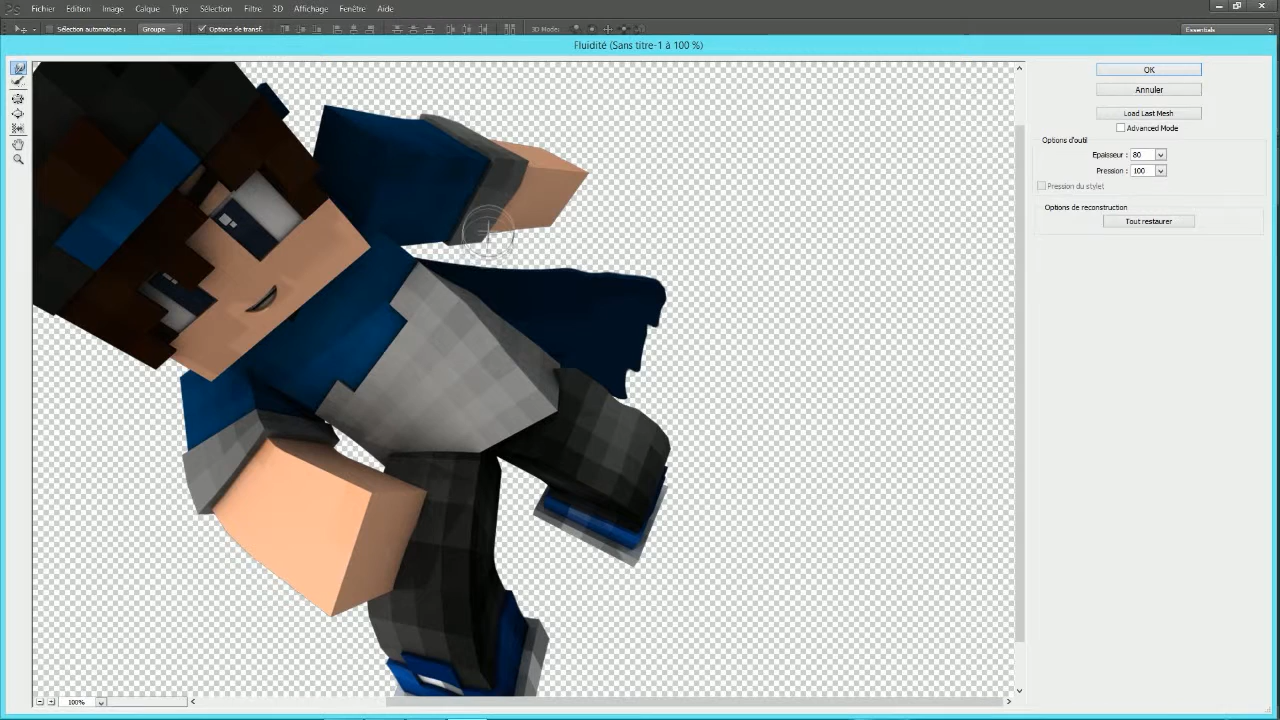 Fichier Edition Image Calque Type Sélection Filtre 3D Affichage Fenêtre Aide
Sélection automatique : Groupe Options de transf. 3D Mode: Essentials
Fluidité (Sans titre-1 à 100 %)
OK
Annuler
Load Last Mesh
Advanced Mode
Options d'outil
Epaisseur : 80
Pression : 100
Pression du stylet
Options de reconstruction
Tout restaurer
100%